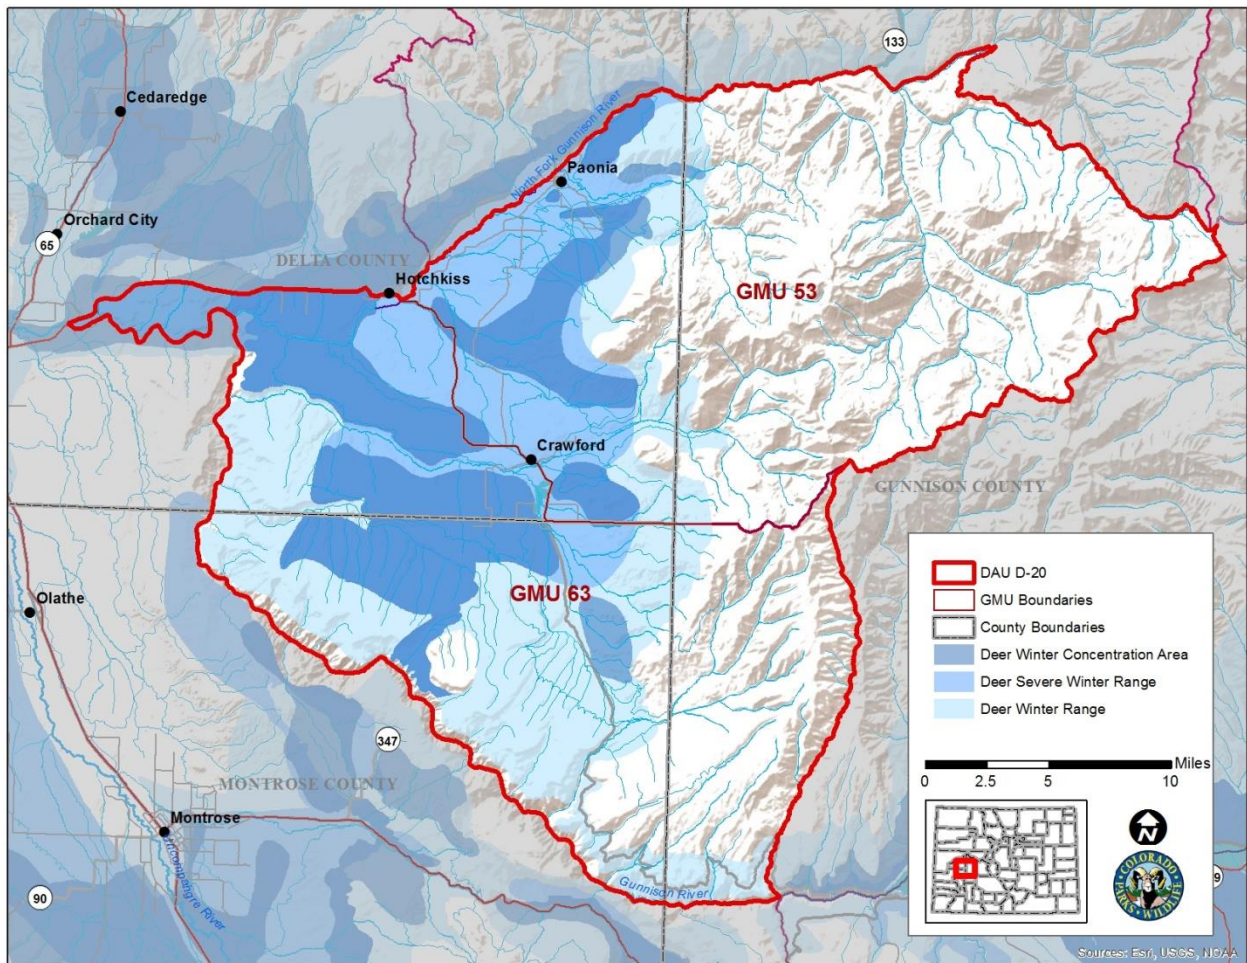 133
Cedaredge
North Fork Gunnison River
Paonia
Orchard City
65
DELTA COUNTY
Hotchkiss
GMU 53
Crawford
GUNNISON COUNTY
GMU 63
Olathe
347
MONTROSE COUNTY
Montrose
Uncompahgre River
Gunnison River
90
DAU D-20
GMU Boundaries
County Boundaries
Deer Winter Concentration Area
Deer Severe Winter Range
Deer Winter Range
Miles
0 2.5 5 10
N
COLORADO
PARKS • WILDLIFE
9
Sources: Esri, USGS, NOAA